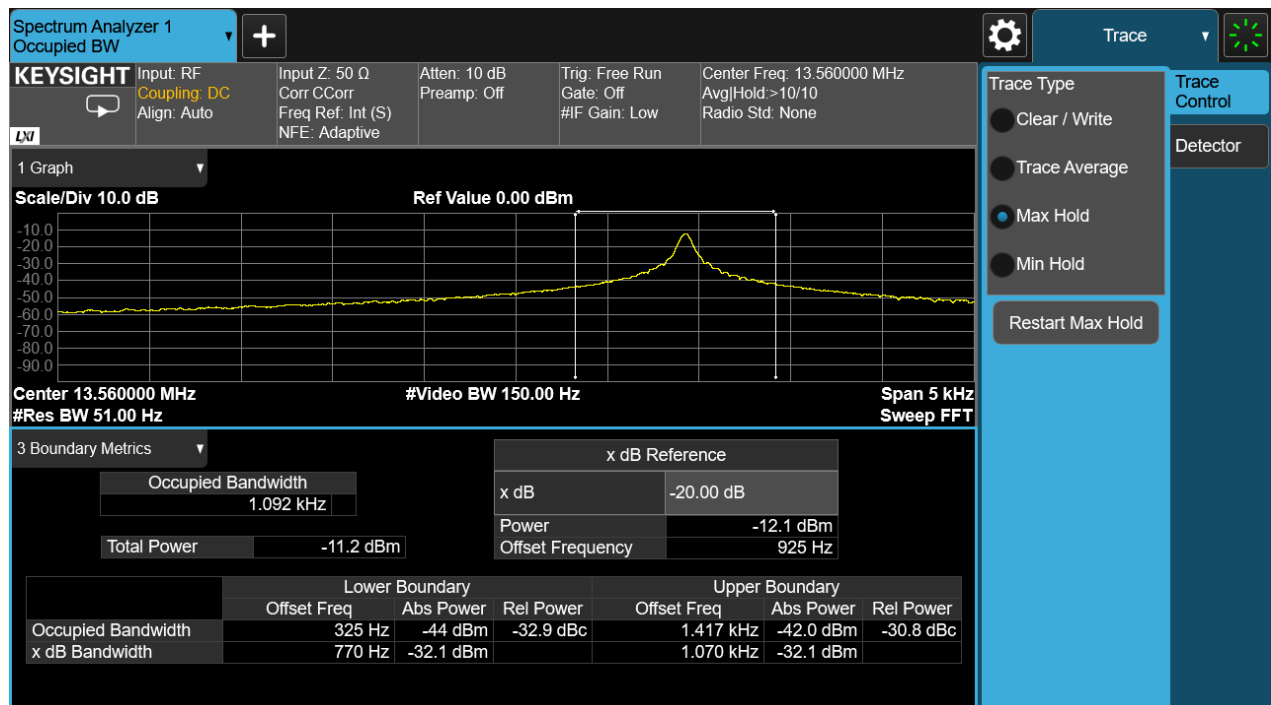 Spectrum Analyzer 1
Occupied BW
+
Trace
KEYSIGHT
LXI
Input: RF
Coupling: DC
Align: Auto
Input Z: 50 Ω
Corr CCorr
Freq Ref: Int (S)
NFE: Adaptive
Atten: 10 dB
Preamp: Off
Trig: Free Run
Gate: Off
#IF Gain: Low
Center Freq: 13.560000 MHz
Avg|Hold:>10/10
Radio Std: None
1 Graph
Scale/Div 10.0 dB Ref Value 0.00 dBm
-10.0
-20.0
-30.0
-40.0
-50.0
-60.0
-70.0
-80.0
-90.0
Center 13.560000 MHz #Video BW 150.00 Hz Span 5 kHz
#Res BW 51.00 Hz Sweep FFT
3 Boundary Metrics
Occupied Bandwidth
1.092 kHz
Total Power -11.2 dBm
x dB Reference
x dB -20.00 dB
Power -12.1 dBm
Offset Frequency 925 Hz
Lower Boundary Upper Boundary
Offset Freq Abs Power Rel Power Offset Freq Abs Power Rel Power
Occupied Bandwidth 325 Hz -44 dBm -32.9 dBc 1.417 kHz -42.0 dBm -30.8 dBc
x dB Bandwidth 770 Hz -32.1 dBm 1.070 kHz -32.1 dBm
Trace Type
Clear / Write
Trace Average
Max Hold
Min Hold
Restart Max Hold
Trace
Control
Detector